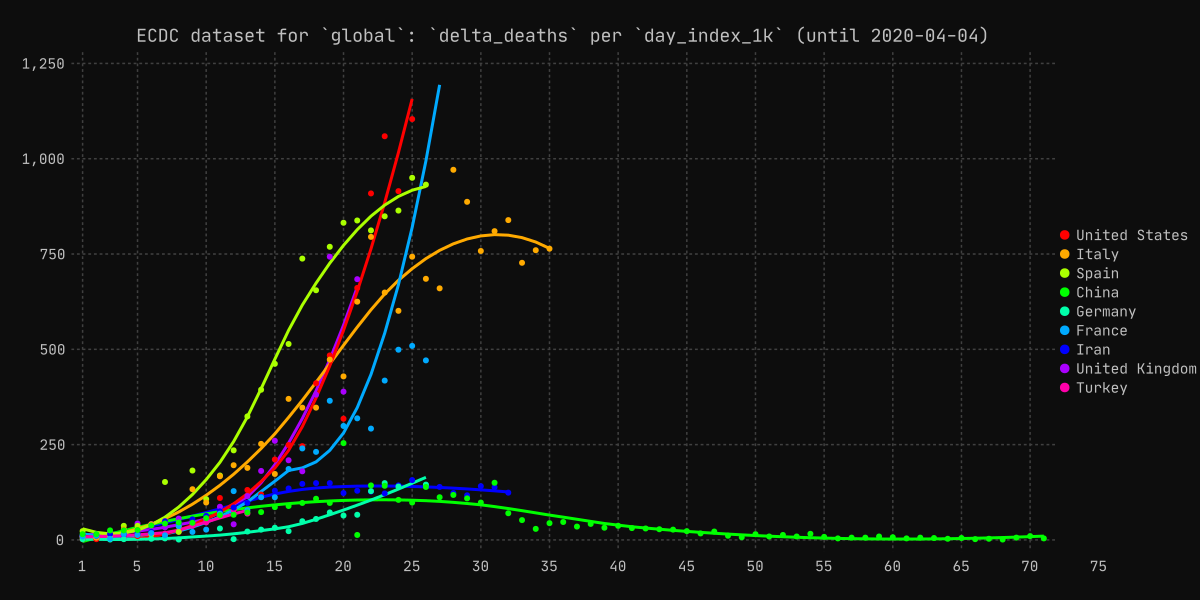 ECDC dataset for `global`: `delta_deaths` per `day_index_1k` (until 2020-04-04)
1,250
1,000
750
500
250
0
1 5 10 15 20 25 30 35 40 45 50 55 60 65 70 75
United States
Italy
Spain
China
Germany
France
Iran
United Kingdom
Turkey